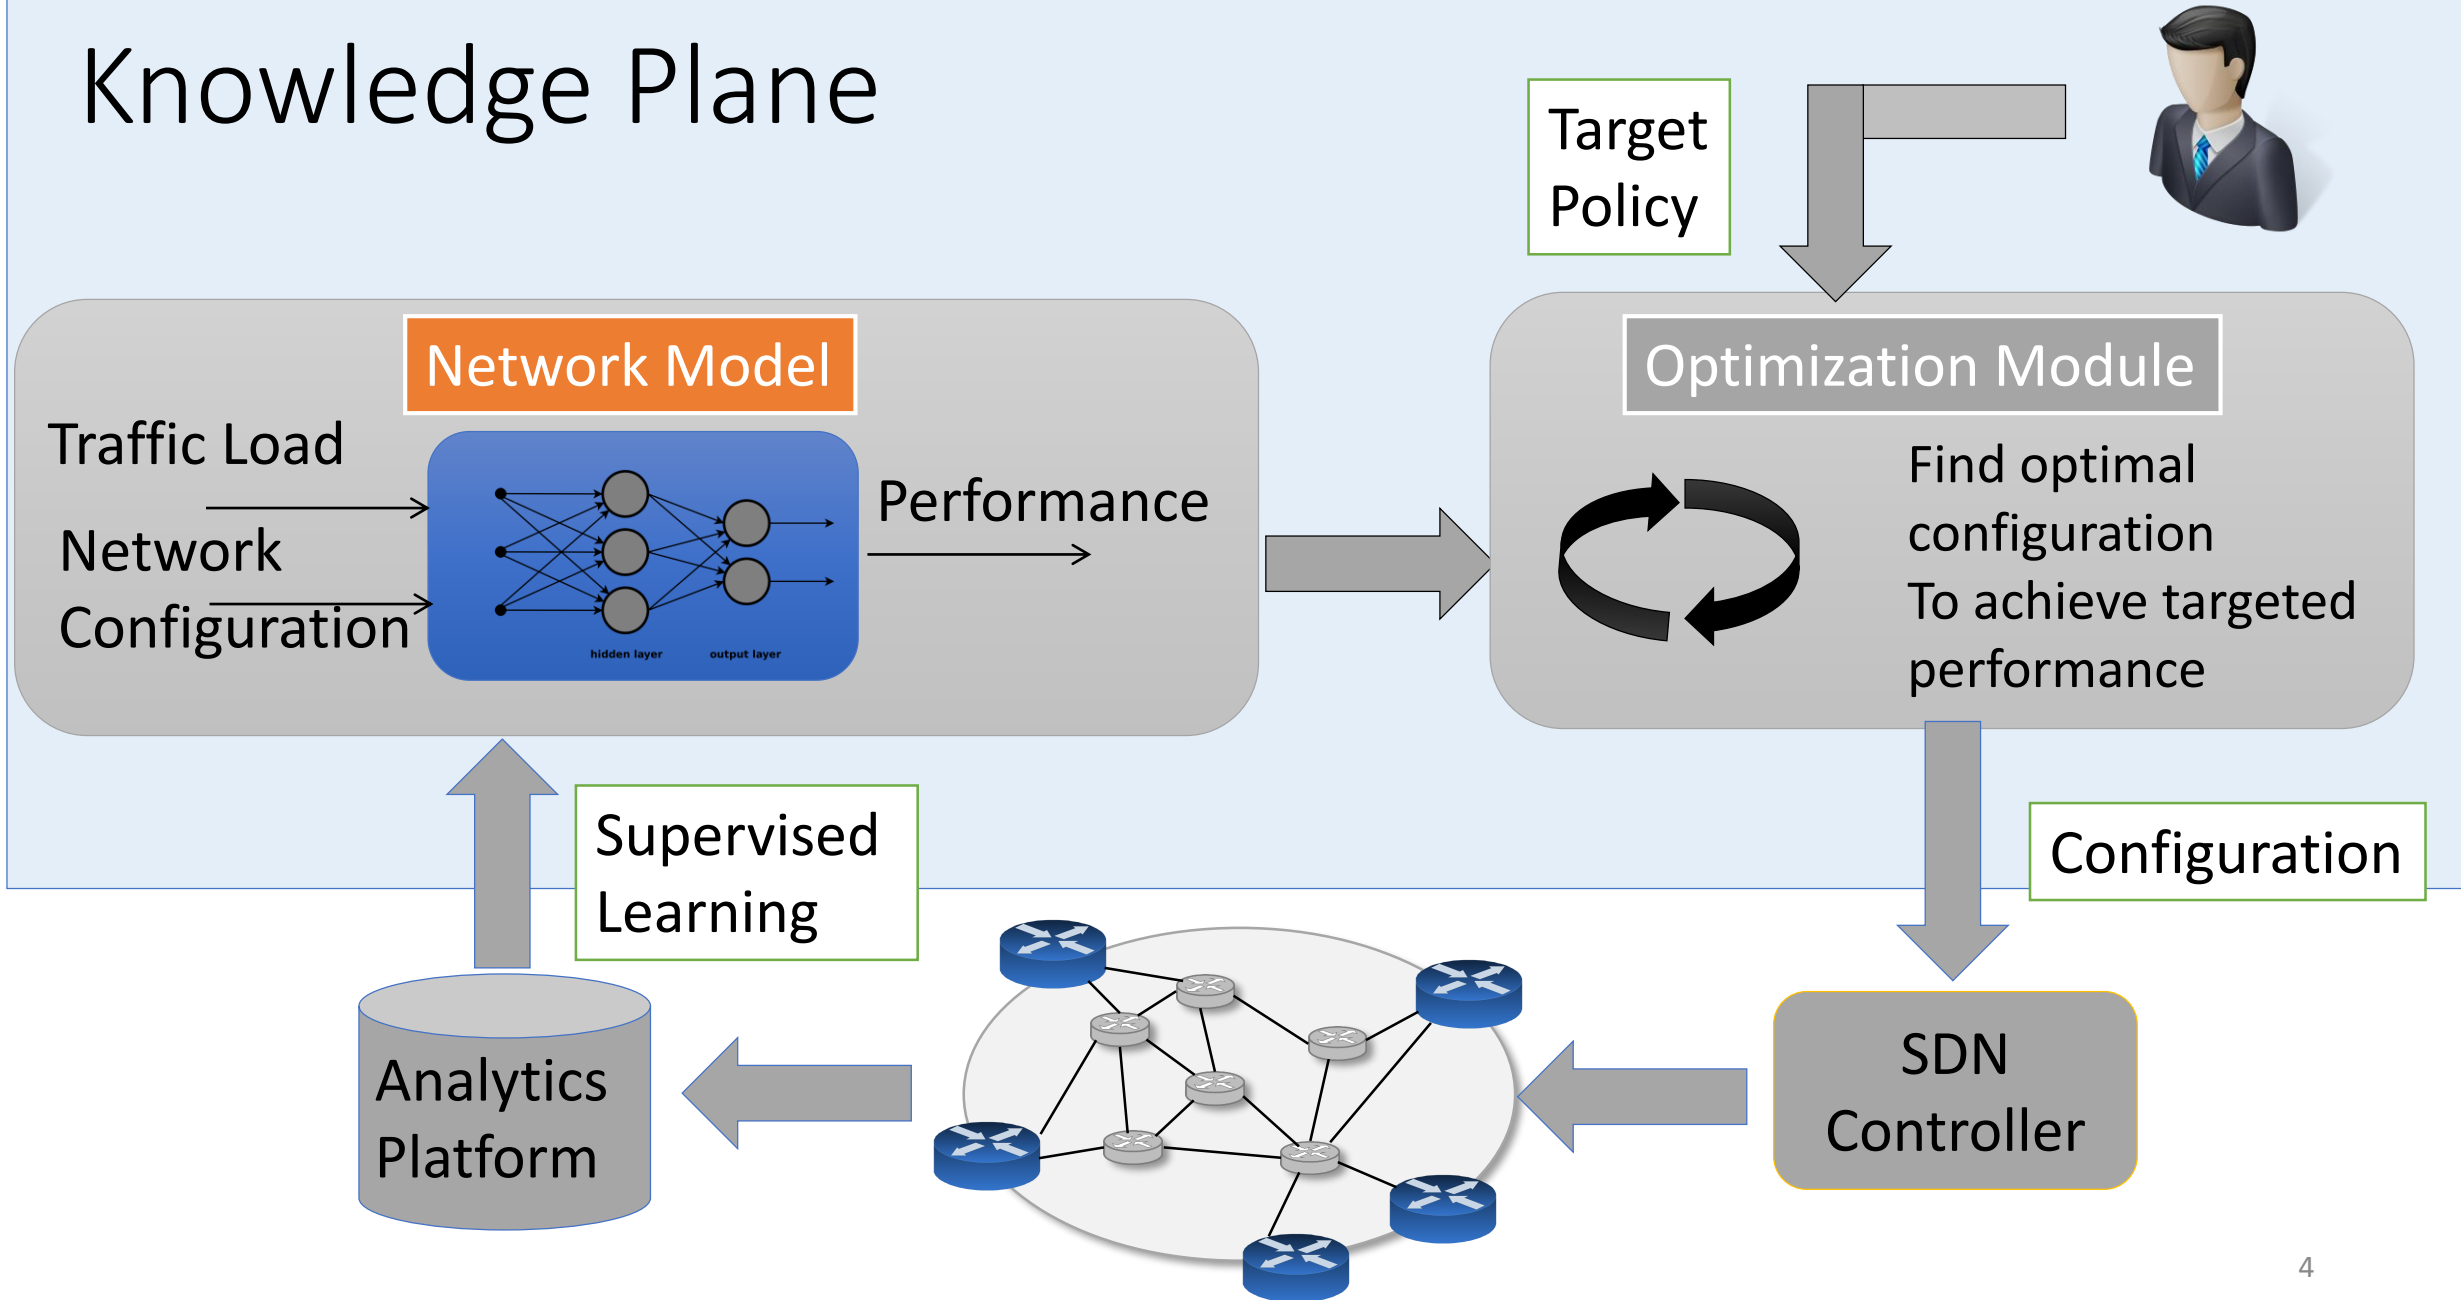 Knowledge Plane
Target
Policy
Network Model
Traffic Load
Network
Configuration
hidden layer
output layer
Performance
Optimization Module
Find optimal
configuration
To achieve targeted
performance
Supervised
Learning
Configuration
Analytics
Platform
SDN
Controller
4